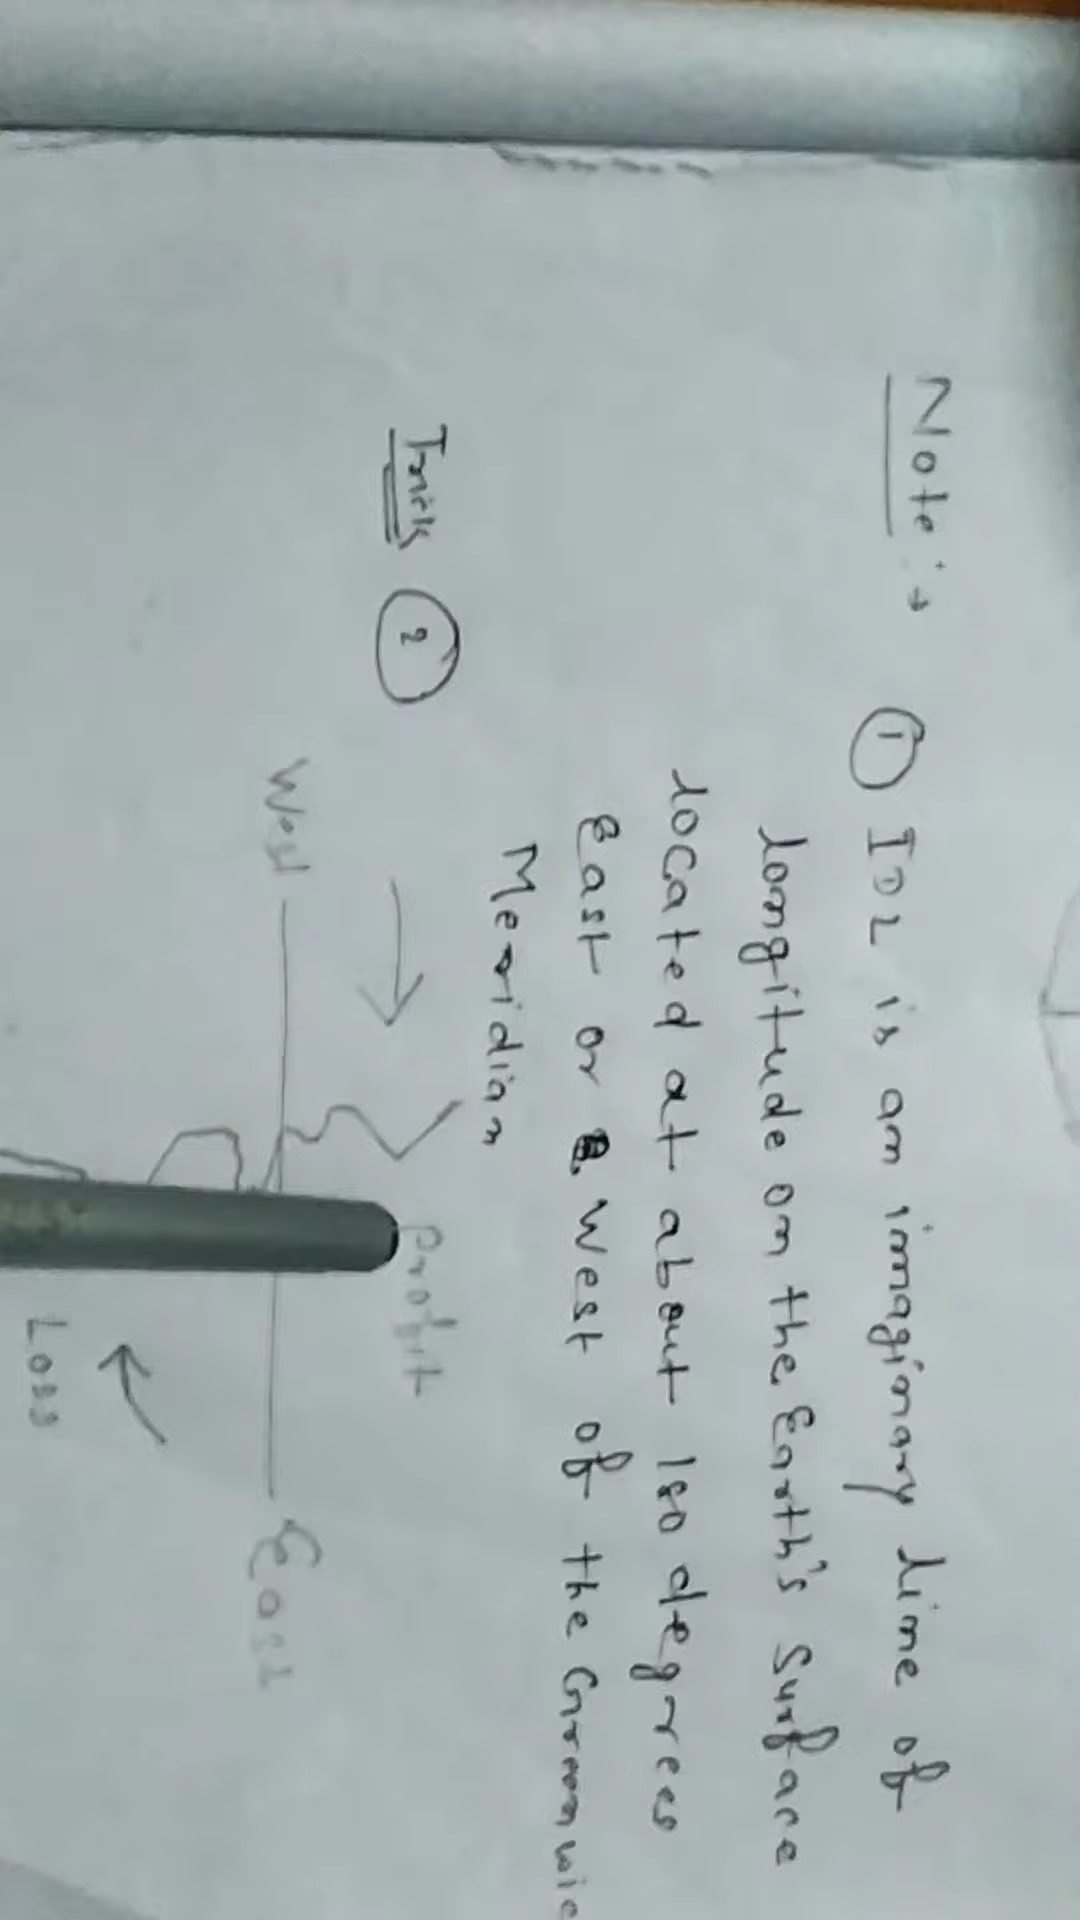 Note :→ ① IDL is an imaginary line of
longitude on the Earth's Surface
located at about 180 degrees
East or West of the Greenwic
Meridian
Trick ②
Profit
West
East
Loss